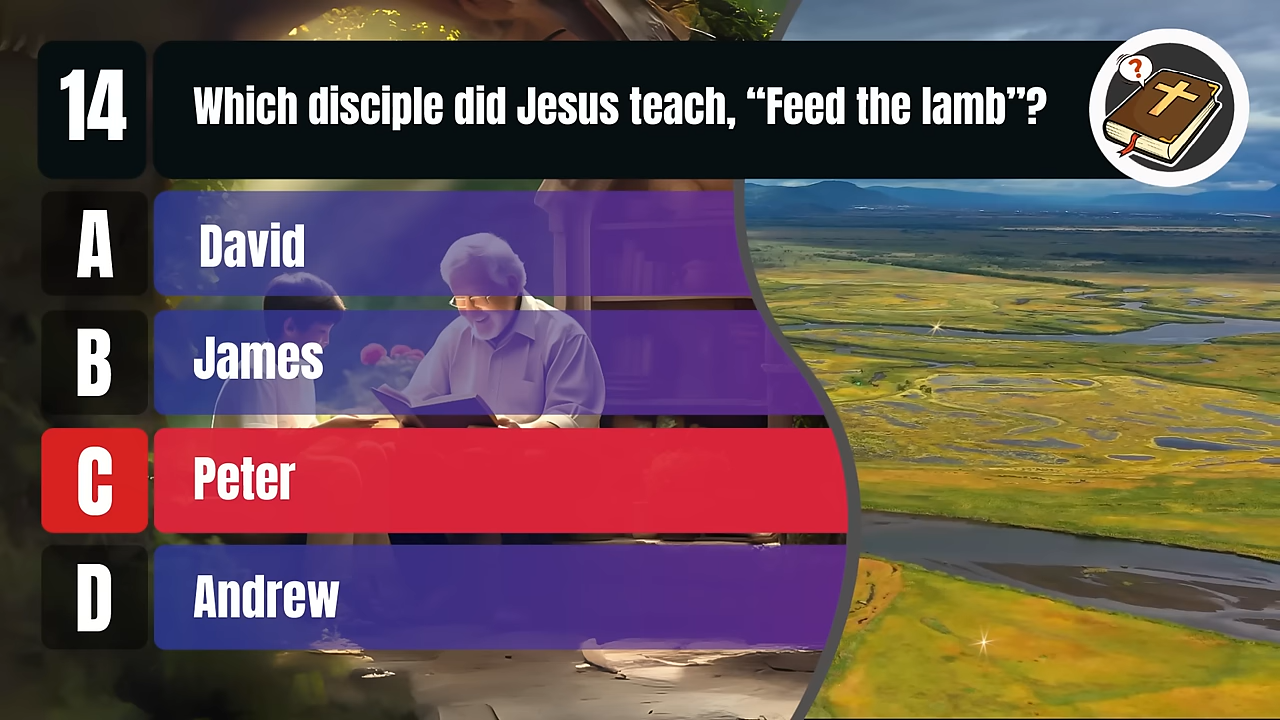 14
Which disciple did Jesus teach, “Feed the lamb”?
?
A
David
B
James
C
Peter
D
Andrew